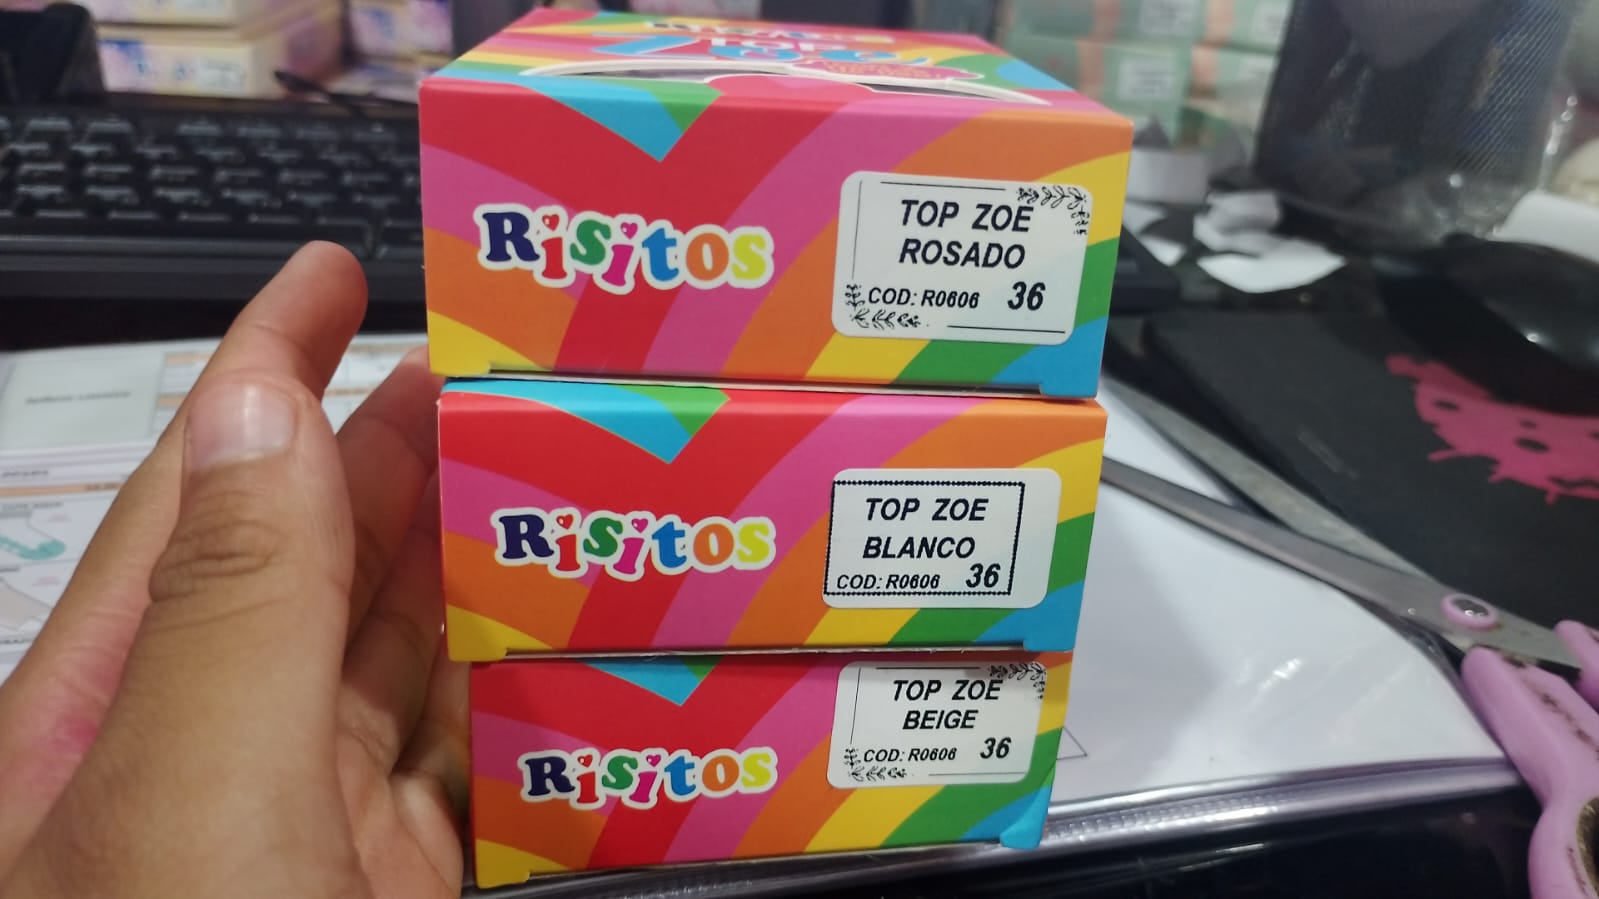 TOP
Risitos
TOP ZOE
ROSADO
COD: R0606 36
Risitos
TOP ZOE
BLANCO
COD: R0606 36
Risitos
TOP ZOE
BEIGE
COD: R0606 36